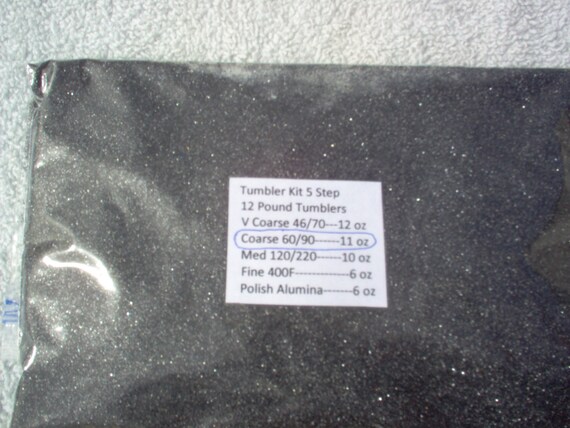 Tumbler Kit 5 Step
12 Pound Tumblers
V Coarse 46/70---12 oz
Coarse 60/90-------11 oz
Med 120/220------10 oz
Fine 400F--------------6 oz
Polish Alumina-------6 oz